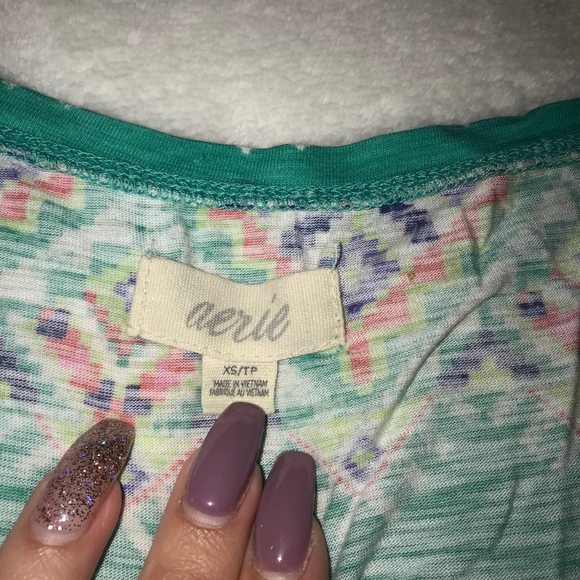 aerie
XS/TP
MADE IN VIETNAM
FABRIQUÉ AU VIETNAM